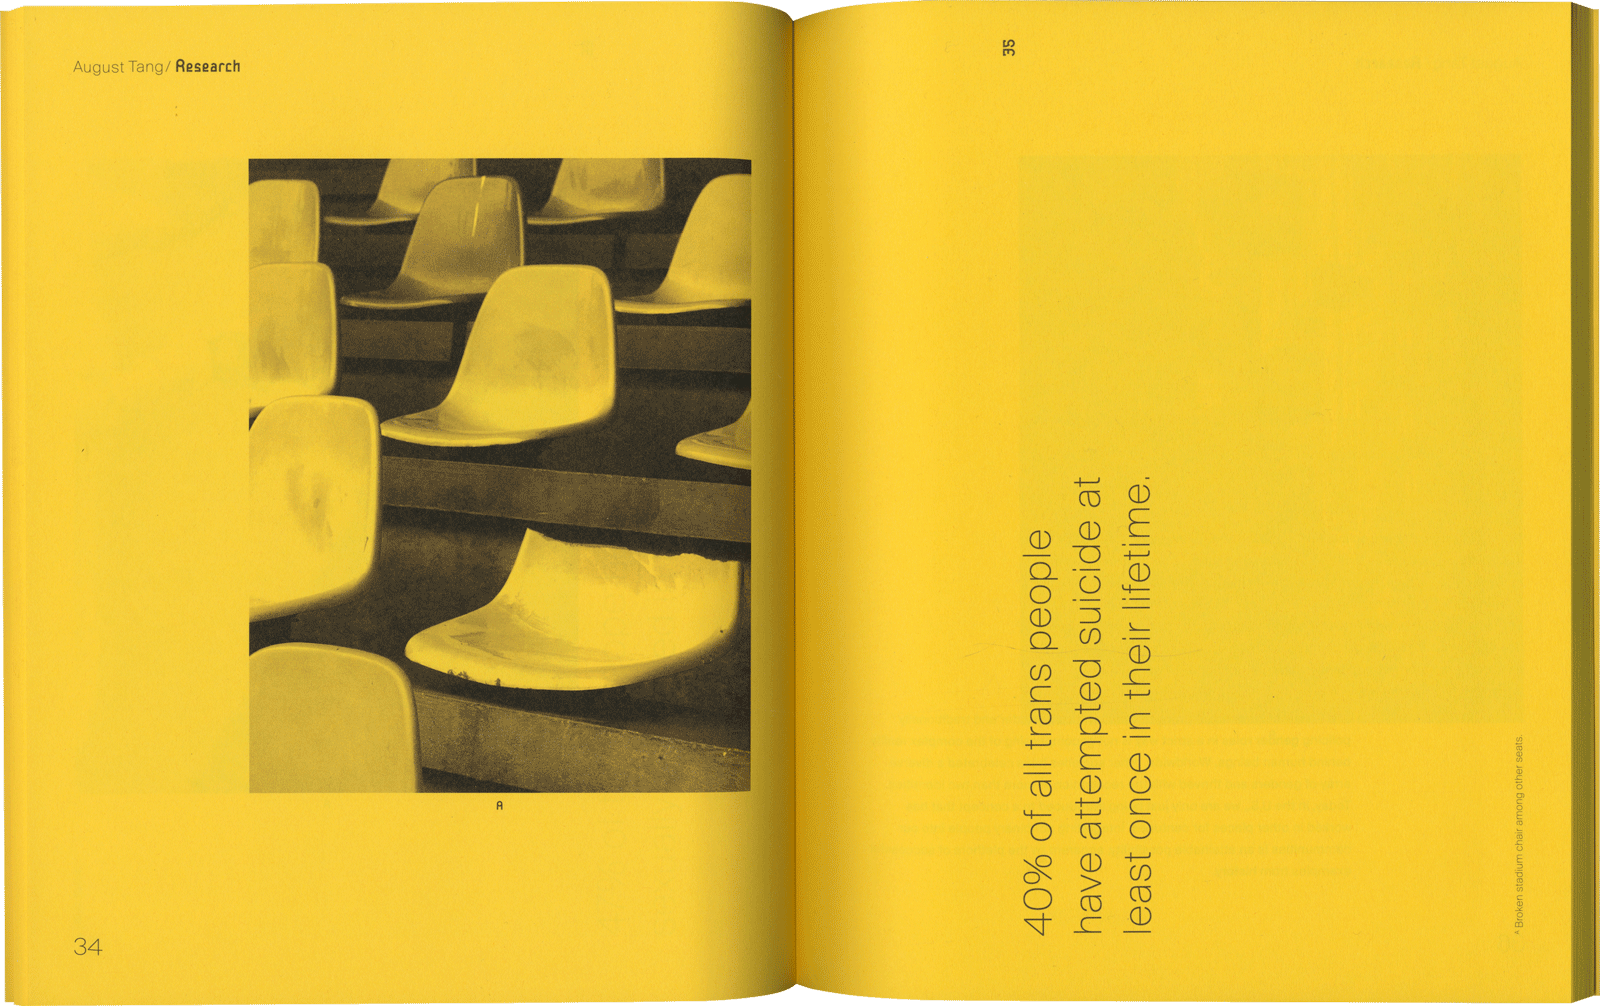 August Tang/ Research
A
34
35
40% of all trans people
have attempted suicide at
least once in their lifetime.
A Broken stadium chair among other seats.